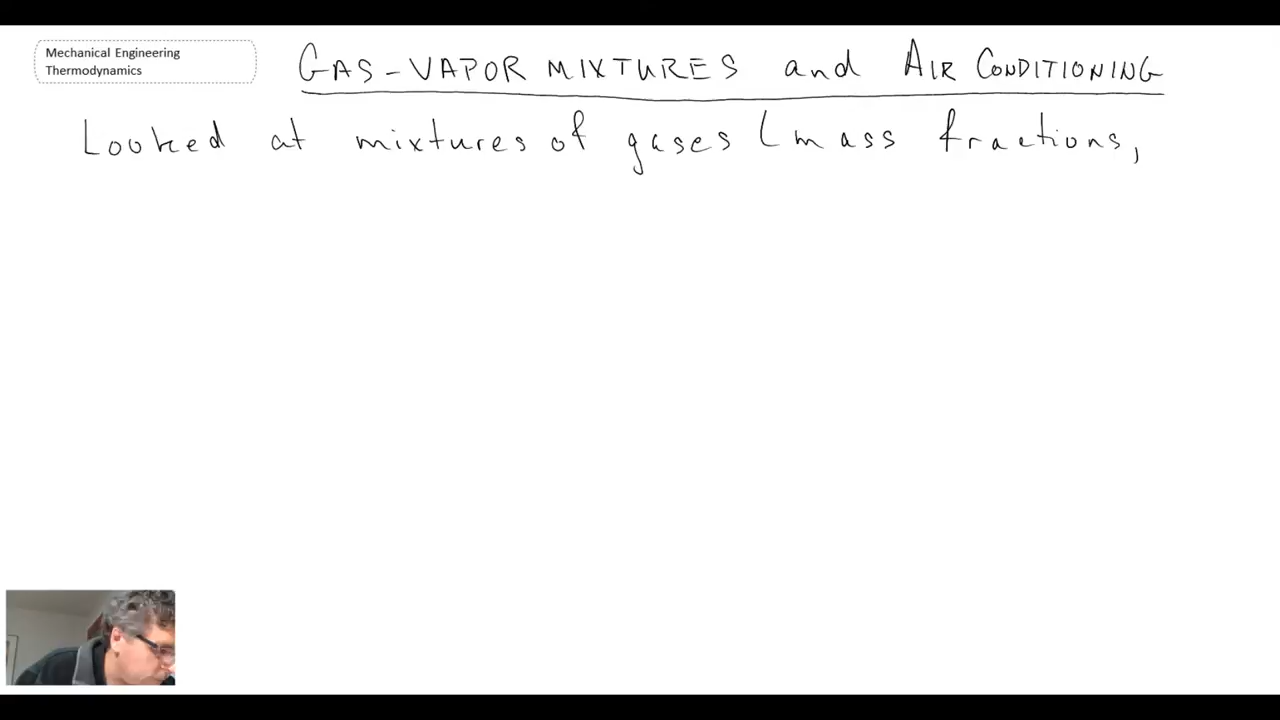 Mechanical Engineering
Thermodynamics
GAS-VAPOR MIXTURES and AIR CONDITIONING
Looked at mixtures of gases (mass fractions,